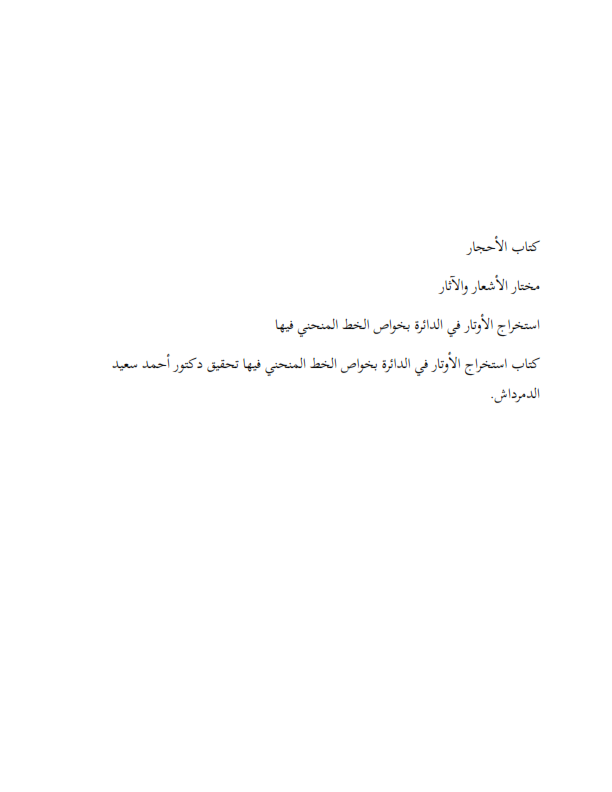 كتاب الأحجار
مختار الأشعار والآثار
استخراج الأوتار في الدائرة بخواص الخط المنحني فيها
كتاب استخراج الأوتار في الدائرة بخواص الخط المنحني فيها تحقيق دكتور أحمد سعيد
الدمرداش.